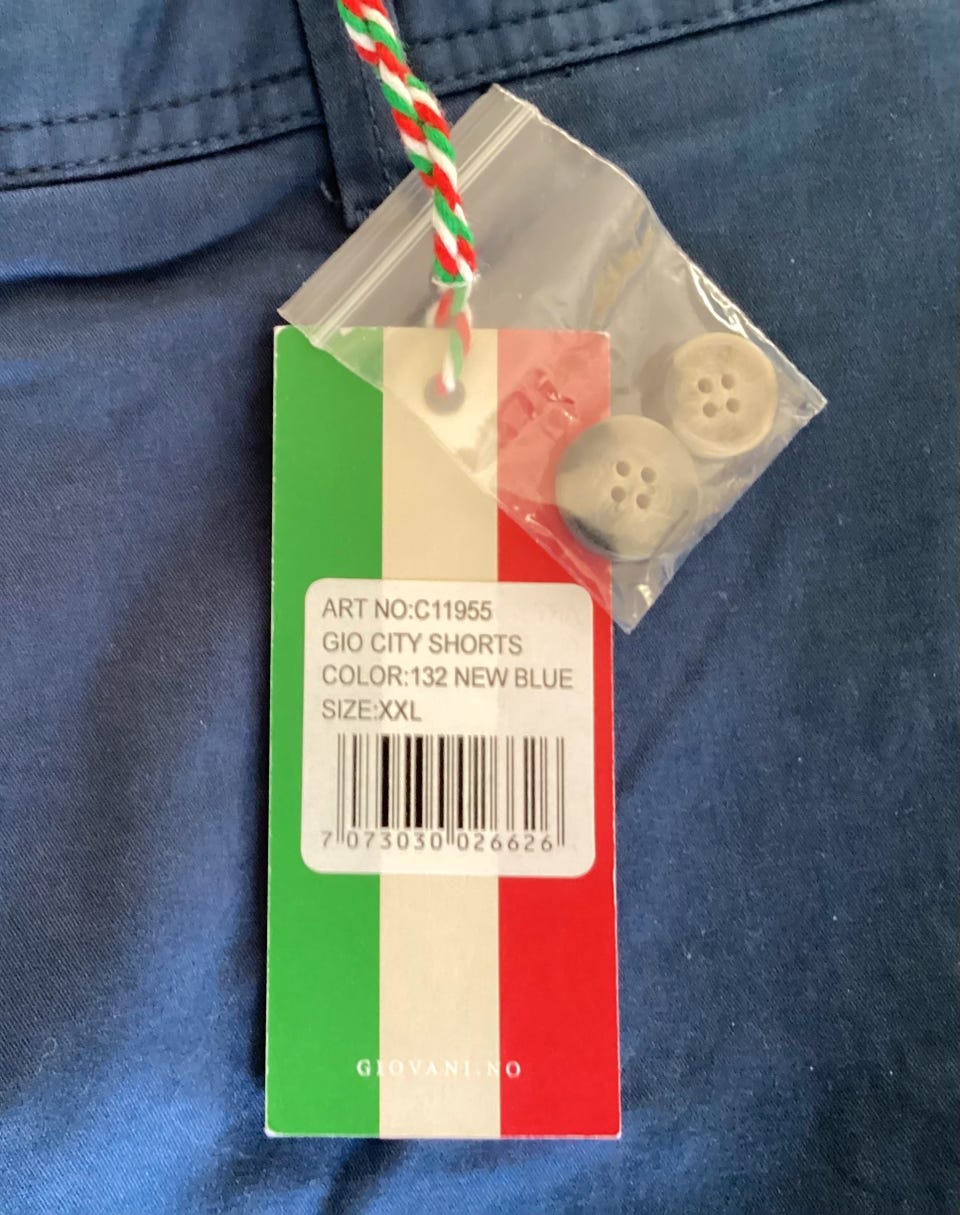 ART NO:C11955
GIO CITY SHORTS
COLOR:132 NEW BLUE
SIZE:XXL
7 073030 026626
GIOVANI.NO